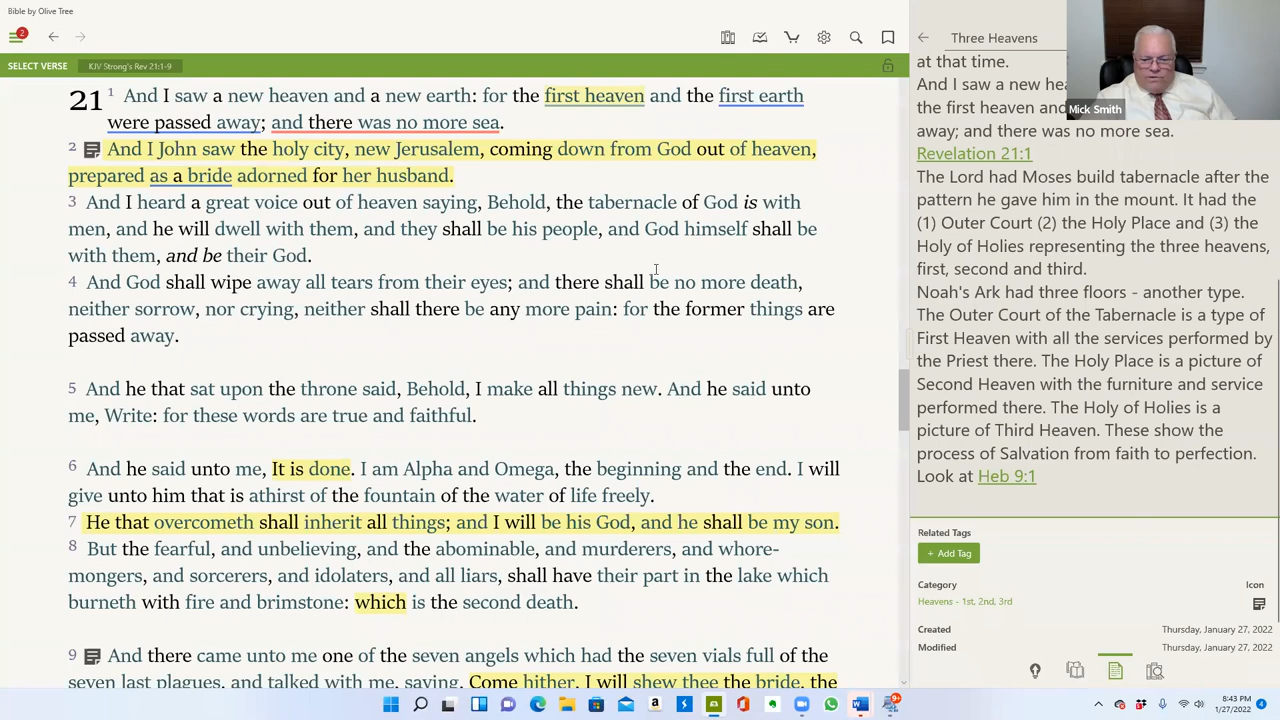 Bible by Olive Tree
2
SELECT VERSE KJV Strong's Rev 21:1-9
21 1 And I saw a new heaven and a new earth: for the first heaven and the first earth
were passed away; and there was no more sea.
2 And I John saw the holy city, new Jerusalem, coming down from God out of heaven,
prepared as a bride adorned for her husband.
3 And I heard a great voice out of heaven saying, Behold, the tabernacle of God is with
men, and he will dwell with them, and they shall be his people, and God himself shall be
with them, and be their God.
4 And God shall wipe away all tears from their eyes; and there shall be no more death,
neither sorrow, nor crying, neither shall there be any more pain: for the former things are
passed away.
5 And he that sat upon the throne said, Behold, I make all things new. And he said unto
me, Write: for these words are true and faithful.
6 And he said unto me, It is done. I am Alpha and Omega, the beginning and the end. I will
give unto him that is athirst of the fountain of the water of life freely.
7 He that overcometh shall inherit all things; and I will be his God, and he shall be my son.
8 But the fearful, and unbelieving, and the abominable, and murderers, and whore-
mongers, and sorcerers, and idolaters, and all liars, shall have their part in the lake which
burneth with fire and brimstone: which is the second death.
9 And there came unto me one of the seven angels which had the seven vials full of the
seven last plagues, and talked with me, saying, Come hither, I will shew thee the bride, the
Three Heavens
at that time.
And I saw a new hea
the first heaven and
Mick Smith
away; and there was no more sea.
Revelation 21:1
The Lord had Moses build tabernacle after the
pattern he gave him in the mount. It had the
(1) Outer Court (2) the Holy Place and (3) the
Holy of Holies representing the three heavens,
first, second and third.
Noah's Ark had three floors - another type.
The Outer Court of the Tabernacle is a type of
First Heaven with all the services performed by
the Priest there. The Holy Place is a picture of
Second Heaven with the furniture and service
performed there. The Holy of Holies is a
picture of Third Heaven. These show the
process of Salvation from faith to perfection.
Look at Heb 9:1
Related Tags
+ Add Tag
Category Icon
Heavens - 1st, 2nd, 3rd
Created Thursday, January 27, 2022
Modified Thursday, January 27, 2022
8:43 PM
1/27/2022